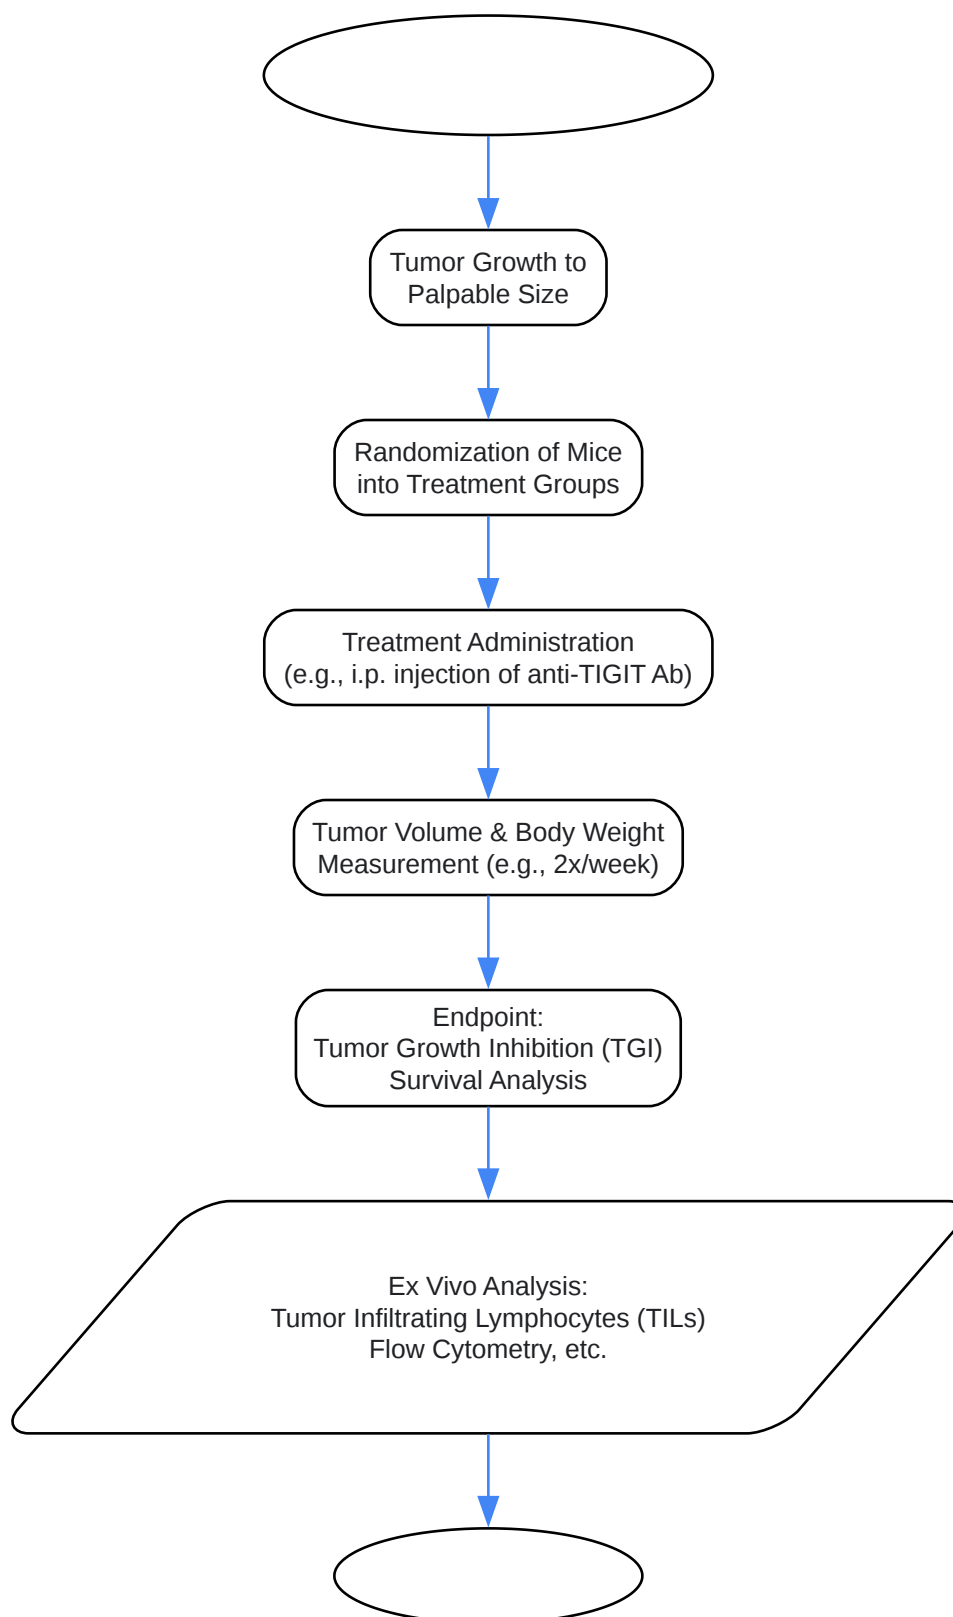 Tumor Growth to
Palpable Size
Randomization of Mice
into Treatment Groups
Treatment Administration
(e.g., i.p. injection of anti-TIGIT Ab)
Tumor Volume & Body Weight
Measurement (e.g., 2x/week)
Endpoint:
Tumor Growth Inhibition (TGI)
Survival Analysis
Ex Vivo Analysis:
Tumor Infiltrating Lymphocytes (TILs)
Flow Cytometry, etc.